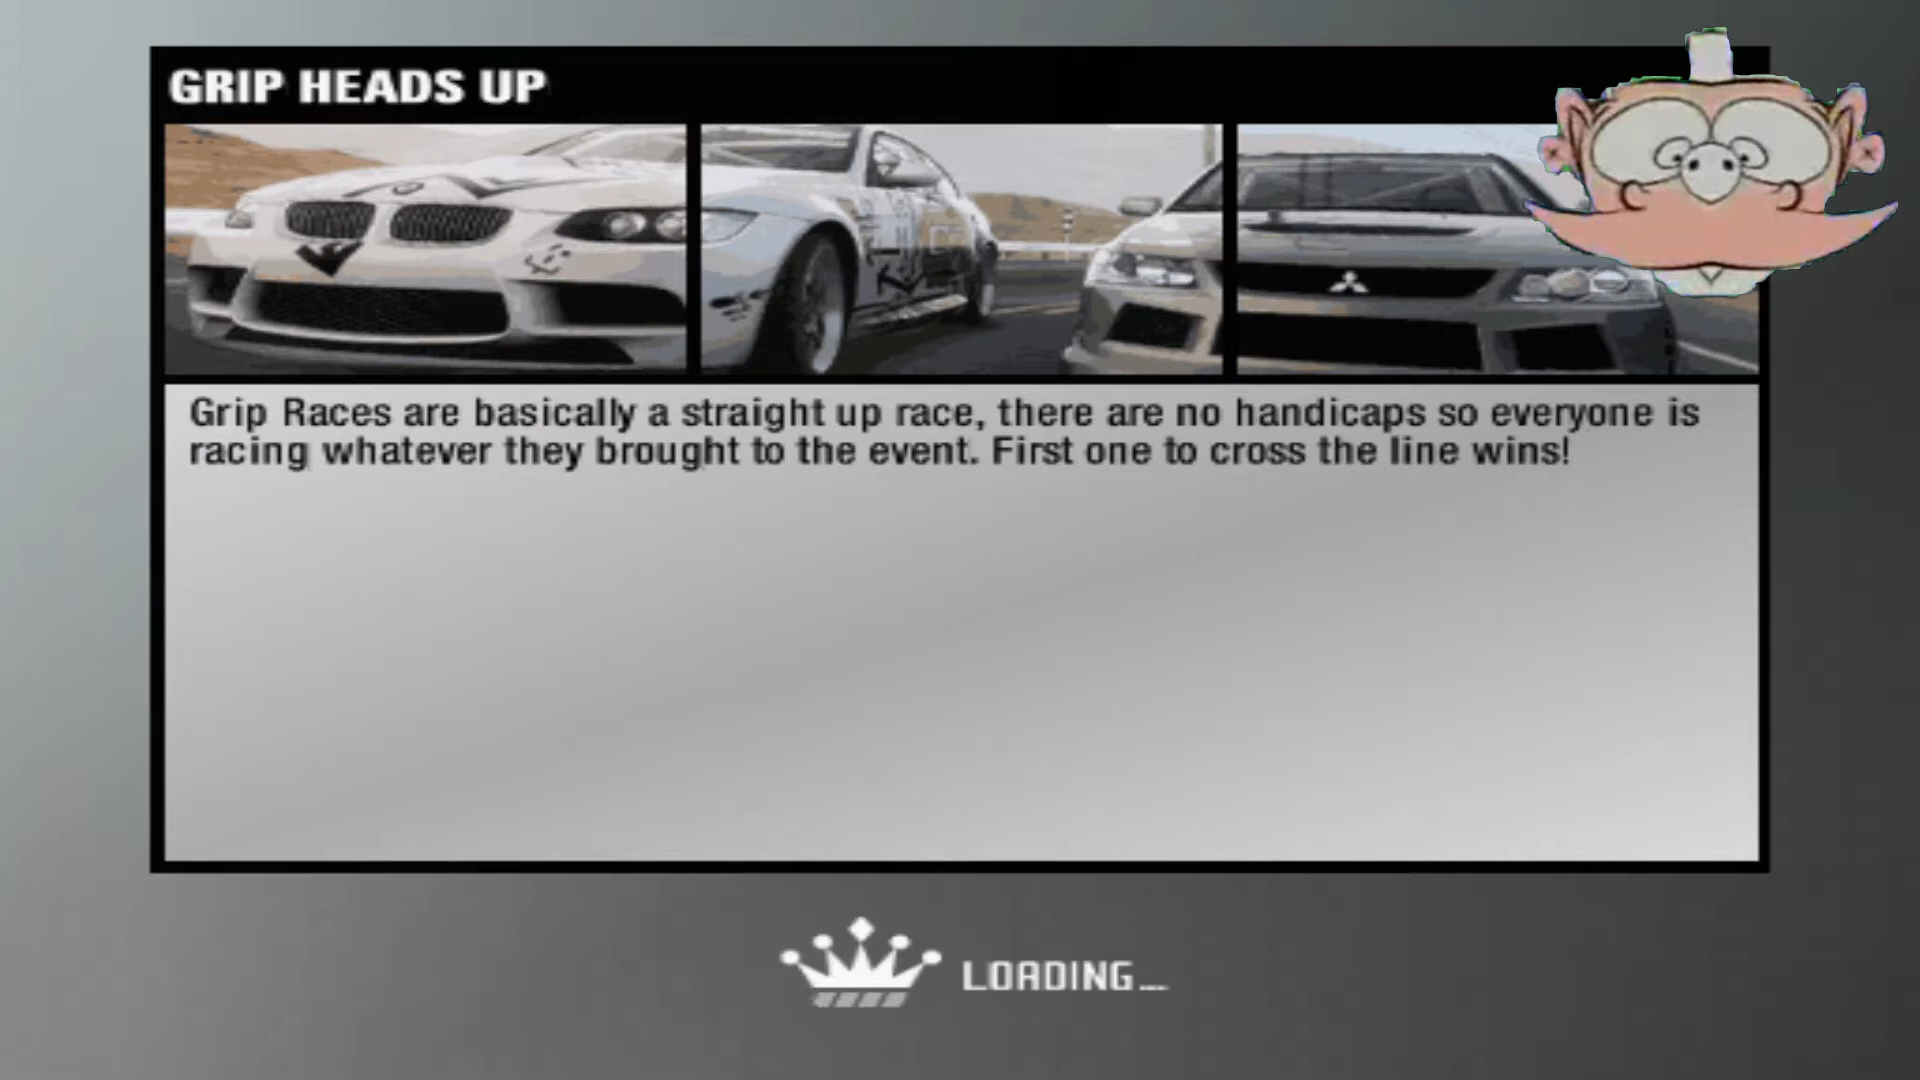 GRIP HEADS UP
Grip Races are basically a straight up race, there are no handicaps so everyone is
racing whatever they brought to the event. First one to cross the line wins!
LOADING...